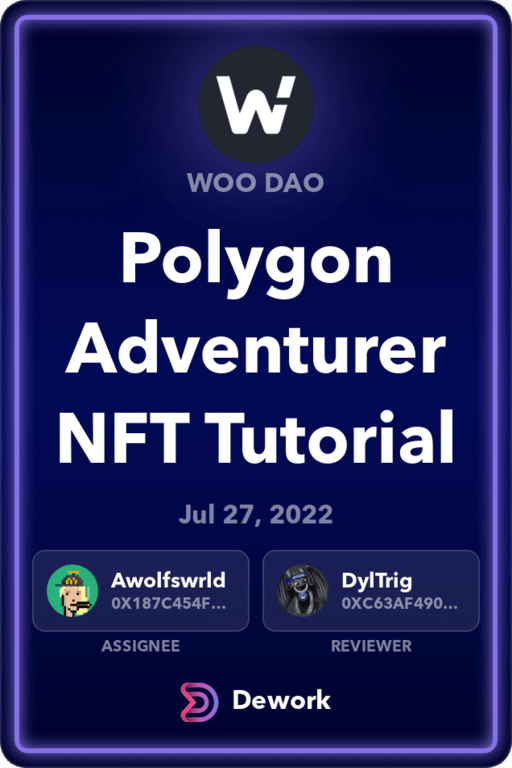 WOO DAO
Polygon
Adventurer
NFT Tutorial
Jul 27, 2022
Awolfswrld
0X187C454F...
DylTrig
0XC63AF490...
ASSIGNEE
REVIEWER
Dework